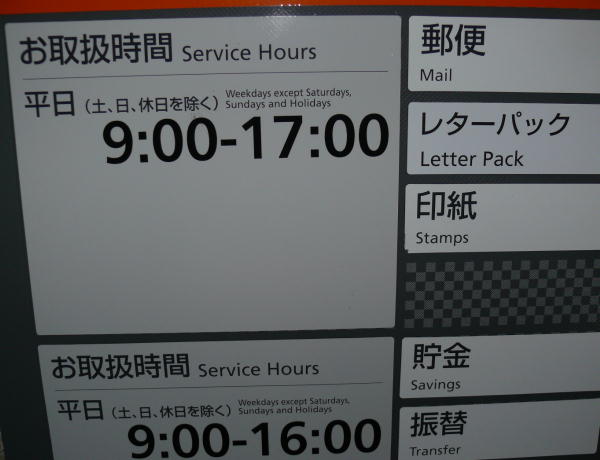 お取扱時間 Service Hours
平日（土、日、休日を除く） Weekdays except Saturdays,
Sundays and Holidays
9:00-17:00
郵便
Mail
レターパック
Letter Pack
印紙
Stamps
お取扱時間 Service Hours
平日（土、日、休日を除く） Weekdays except Saturdays,
Sundays and Holidays
9:00-16:00
貯金
Savings
振替
Transfer